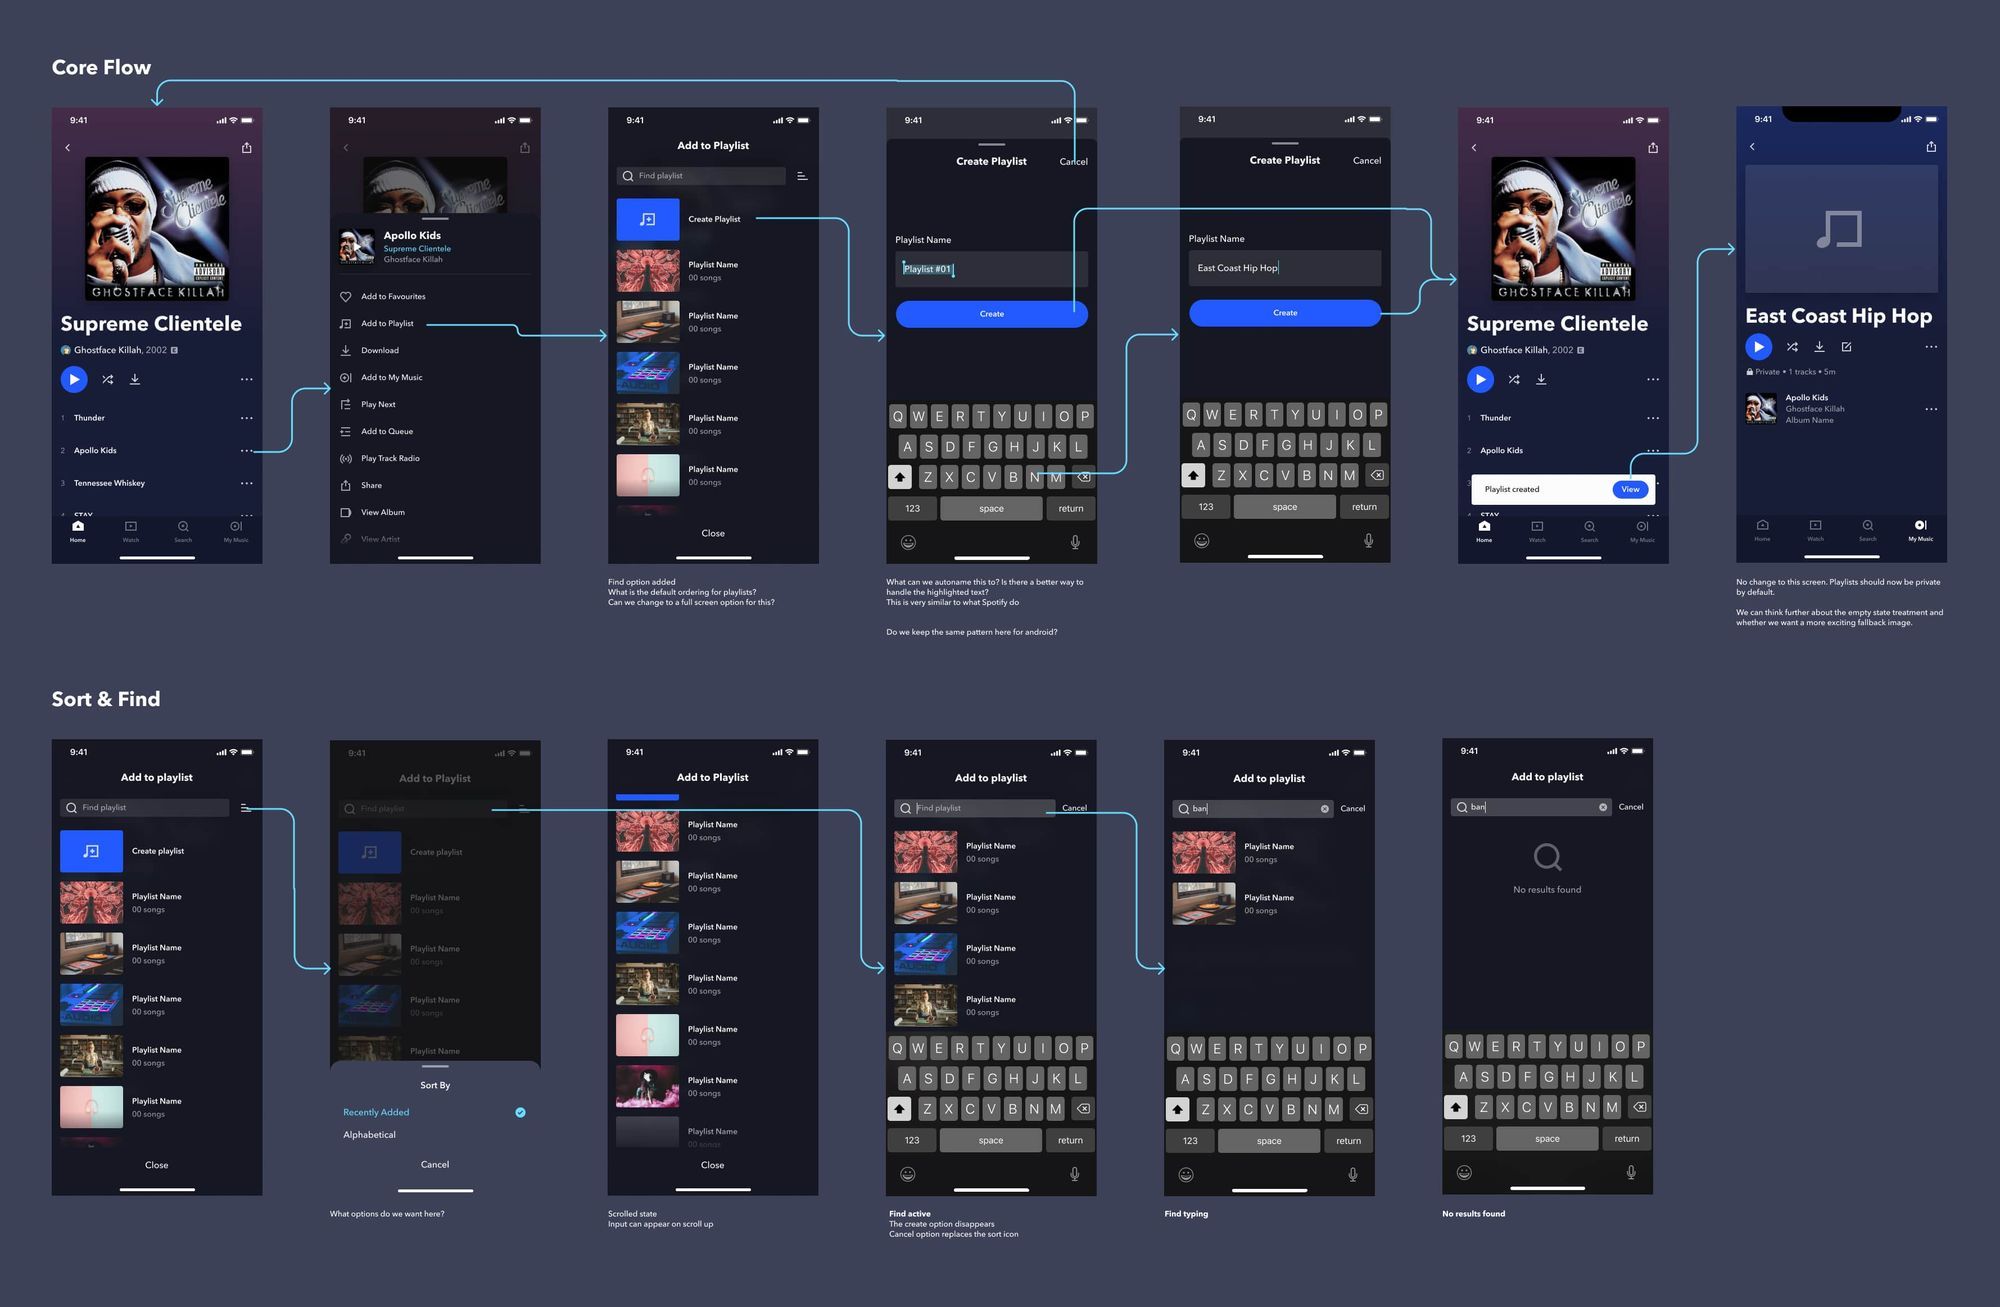 Core Flow
9:41
Supreme Clientele
PARENTAL
ADVISORY
EXPLICIT CONTENT
GHOSTFACE KILLAH
Supreme Clientele
Ghostface Killah, 2002 E
1 Thunder
2 Apollo Kids
3 Tennessee Whiskey
4 STAY
Home
Watch
Search
My Music
9:41
Apollo Kids
Supreme Clientele
Ghostface Killah
Add to Favourites
Add to Playlist
Download
Add to My Music
Play Next
Add to Queue
Play Track Radio
Share
View Album
View Artist
9:41
Add to Playlist
Find playlist
Create Playlist
Playlist Name
00 songs
Playlist Name
00 songs
Playlist Name
00 songs
Playlist Name
00 songs
Playlist Name
00 songs
Close
Find option added
What is the default ordering for playlists?
Can we change to a full screen option for this?
9:41
Create Playlist
Cancel
Playlist Name
Playlist #01
Create
Q W E R T Y U I O P
A S D F G H J K L
Z X C V B N M
123
space
return
What can we autoname this to? Is there a better way to
handle the highlighted text?
This is very similar to what Spotify do
Do we keep the same pattern here for android?
9:41
Create Playlist
Cancel
Playlist Name
East Coast Hip Hop
Create
Q W E R T Y U I O P
A S D F G H J K L
Z X C V B N M
123
space
return
9:41
Supreme Clientele
PARENTAL
ADVISORY
EXPLICIT CONTENT
GHOSTFACE KILLAH
Supreme Clientele
Ghostface Killah, 2002 E
1 Thunder
2 Apollo Kids
3
Playlist created
View
4 STAY
Home
Watch
Search
My Music
9:41
East Coast Hip Hop
Private • 1 tracks • 5m
Apollo Kids
Ghostface Killah
Album Name
Home
Watch
Search
My Music
No change to this screen. Playlists should now be private
by default.
We can think further about the empty state treatment and
whether we want a more exciting fallback image.
Sort & Find
9:41
Add to playlist
Find playlist
Create playlist
Playlist Name
00 songs
Playlist Name
00 songs
Playlist Name
00 songs
Playlist Name
00 songs
Playlist Name
00 songs
Close
9:41
Add to Playlist
Find playlist
Create playlist
Playlist Name
00 songs
Playlist Name
00 songs
Playlist Name
00 songs
Playlist Name
Sort By
Recently Added
Alphabetical
Cancel
What options do we want here?
9:41
Add to Playlist
Playlist Name
00 songs
Playlist Name
00 songs
Playlist Name
00 songs
Playlist Name
00 songs
Playlist Name
00 songs
Playlist Name
00 songs
Playlist Name
00 songs
Close
Scrolled state
Input can appear on scroll up
9:41
Add to playlist
Find playlist
Cancel
Playlist Name
00 songs
Playlist Name
00 songs
Playlist Name
00 songs
Playlist Name
00 songs
Q W E R T Y U I O P
A S D F G H J K L
Z X C V B N M
123
space
return
Find active
The create option disappears
Cancel option replaces the sort icon
9:41
Add to playlist
ban
Cancel
Playlist Name
00 songs
Playlist Name
00 songs
Q W E R T Y U I O P
A S D F G H J K L
Z X C V B N M
123
space
return
Find typing
9:41
Add to playlist
ban
Cancel
No results found
Q W E R T Y U I O P
A S D F G H J K L
Z X C V B N M
123
space
return
No results found